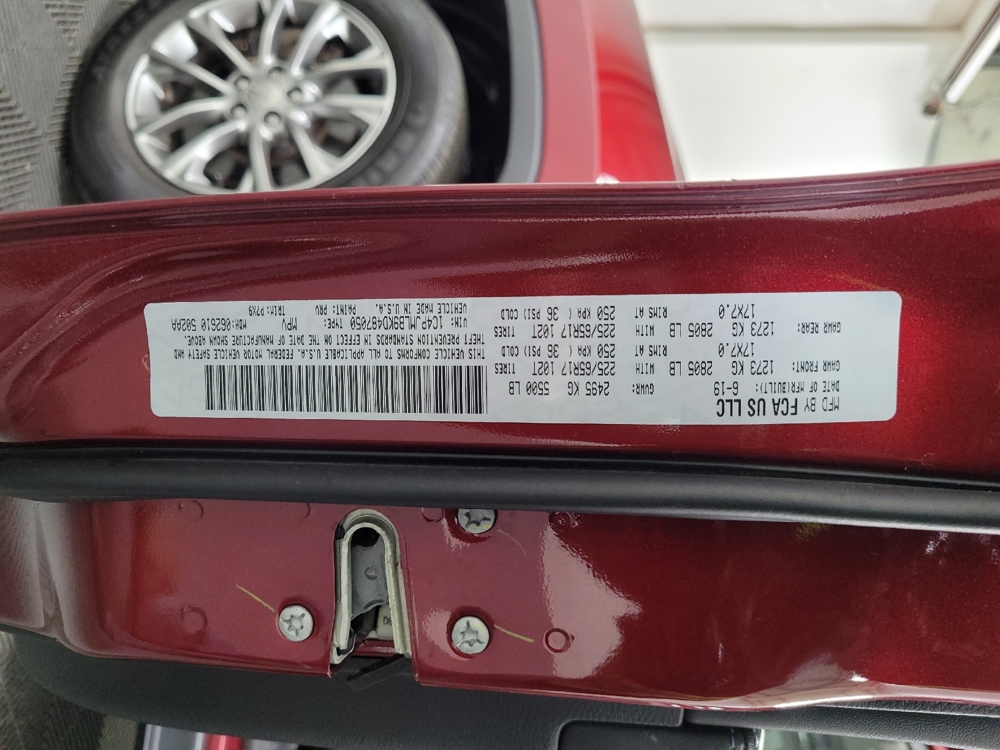 MFD BY FCA US LLC
DATE OF MFR(BUILT): 6-19 GVWR: 2495 KG 5500 LB
GAWR FRONT: 1273 KG 2805 LB WITH 225/65R17 102T TIRES
17X7.0 RIMS AT 250 KPA ( 36 PSI) COLD
GAWR REAR: 1273 KG 2805 LB WITH 225/65R17 102T TIRES
17X7.0 RIMS AT 250 KPA ( 36 PSI) COLD
THIS VEHICLE CONFORMS TO ALL APPLICABLE U.S.A. FEDERAL MOTOR VEHICLE SAFETY AND
THEFT PREVENTION STANDARDS IN EFFECT ON THE DATE OF MANUFACTURE SHOWN ABOVE.
VIN: 1C4PJMLB9KD487050 TYPE: MPV MDH:062610 502AA
VEHICLE MADE IN U.S.A. PAINT: PRV TRIM:PXX9